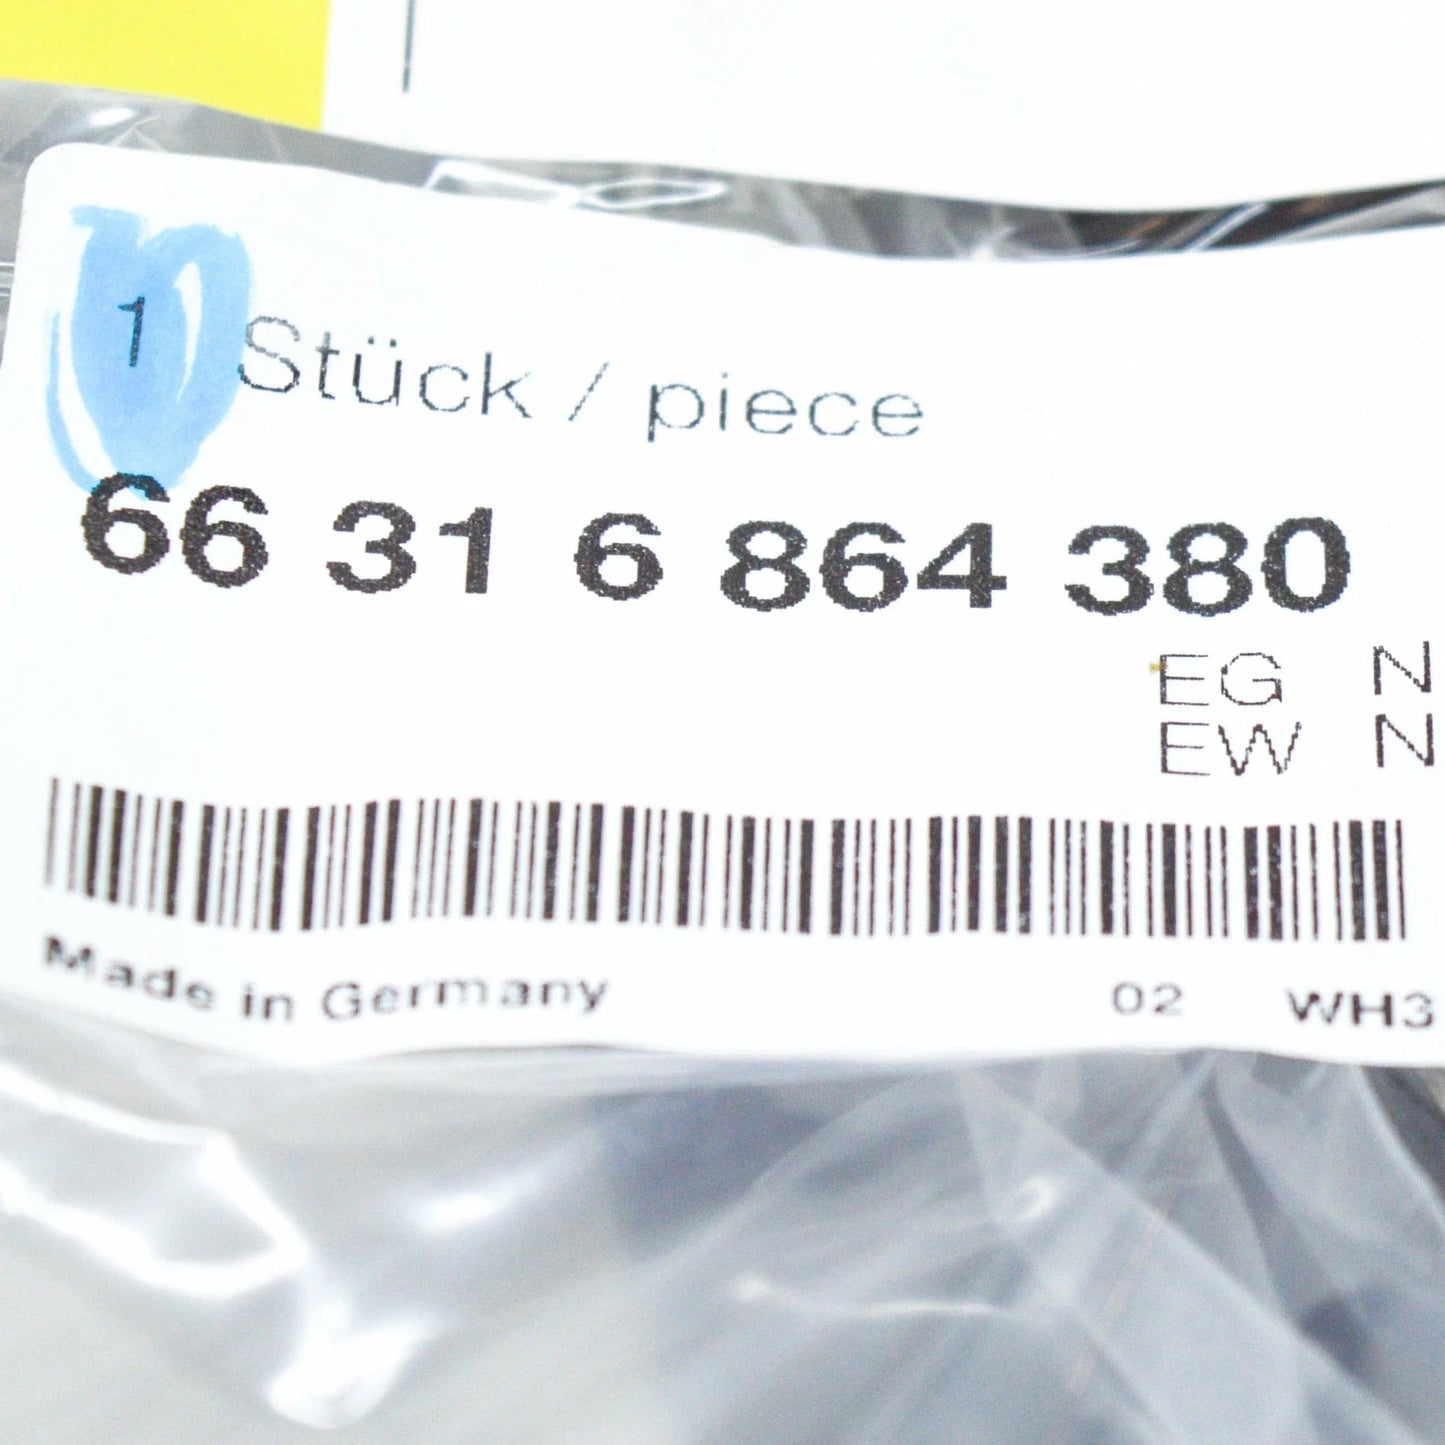 1 Stück / piece
66 31 6 864 380
EG N
EW N
Made in Germany 02 WH3